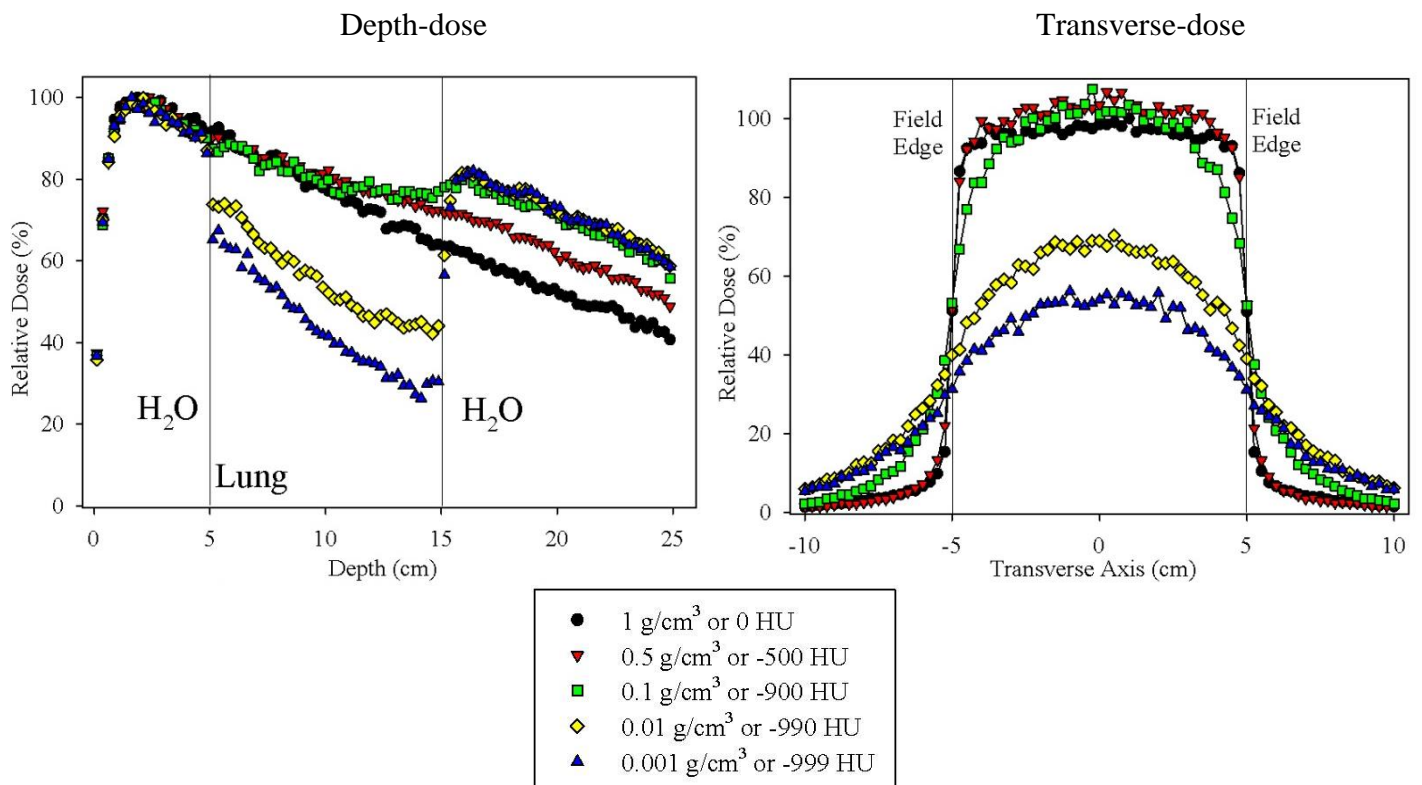 Depth-dose
Transverse-dose
100
80
60
40
20
0
Relative Dose (%)
H₂O
Lung
H₂O
0
5
10
15
20
25
Depth (cm)
100
80
60
40
20
0
Relative Dose (%)
Field
Edge
Field
Edge
-10
-5
0
5
10
Transverse Axis (cm)
1 g/cm³ or 0 HU
0.5 g/cm³ or -500 HU
0.1 g/cm³ or -900 HU
0.01 g/cm³ or -990 HU
0.001 g/cm³ or -999 HU